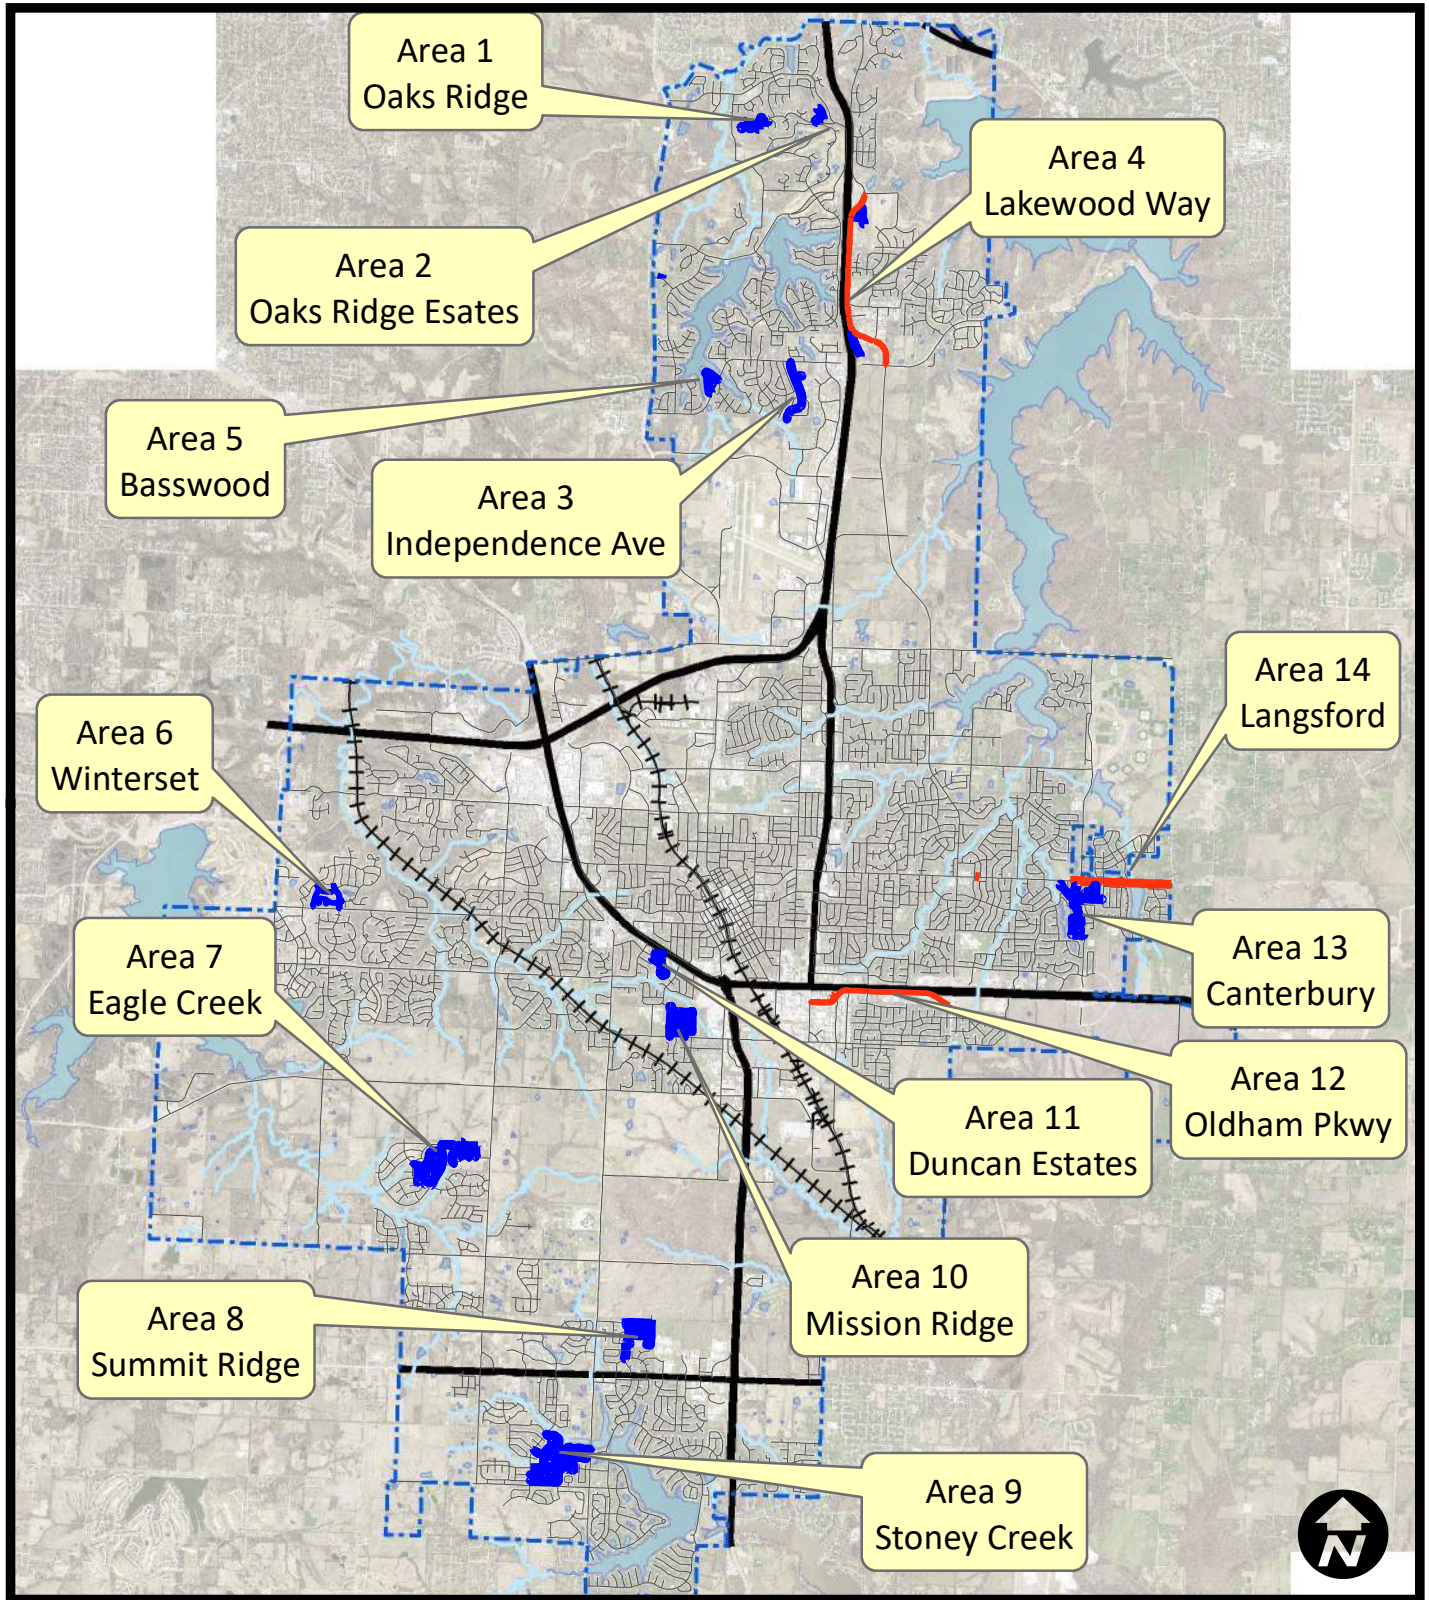 Area 1
Oaks Ridge
Area 4
Lakewood Way
Area 2
Oaks Ridge Esates
Area 5
Basswood
Area 3
Independence Ave
Area 14
Langsford
Area 6
Winterset
Area 7
Eagle Creek
Area 13
Canterbury
Area 12
Oldham Pkwy
Area 11
Duncan Estates
Area 10
Mission Ridge
Area 8
Summit Ridge
Area 9
Stoney Creek
N